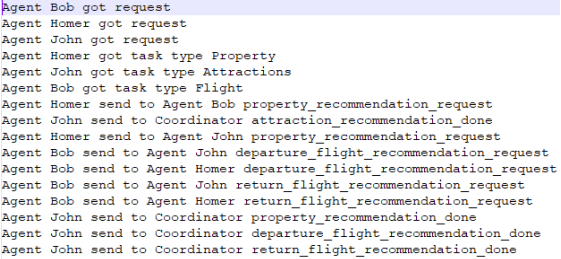 Agent Bob got request
Agent Homer got request
Agent John got request
Agent Homer got task type Property
Agent John got task type Attractions
Agent Bob got task type Flight
Agent Homer send to Agent Bob property_recommendation_request
Agent John send to Coordinator attraction_recommendation_done
Agent Homer send to Agent John property_recommendation_request
Agent Bob send to Agent John departure_flight_recommendation_request
Agent Bob send to Agent Homer departure_flight_recommendation_request
Agent Bob send to Agent John return_flight_recommendation_request
Agent Bob send to Agent Homer return_flight_recommendation_request
Agent John send to Coordinator property_recommendation_done
Agent John send to Coordinator departure_flight_recommendation_done
Agent John send to Coordinator return_flight_recommendation_done